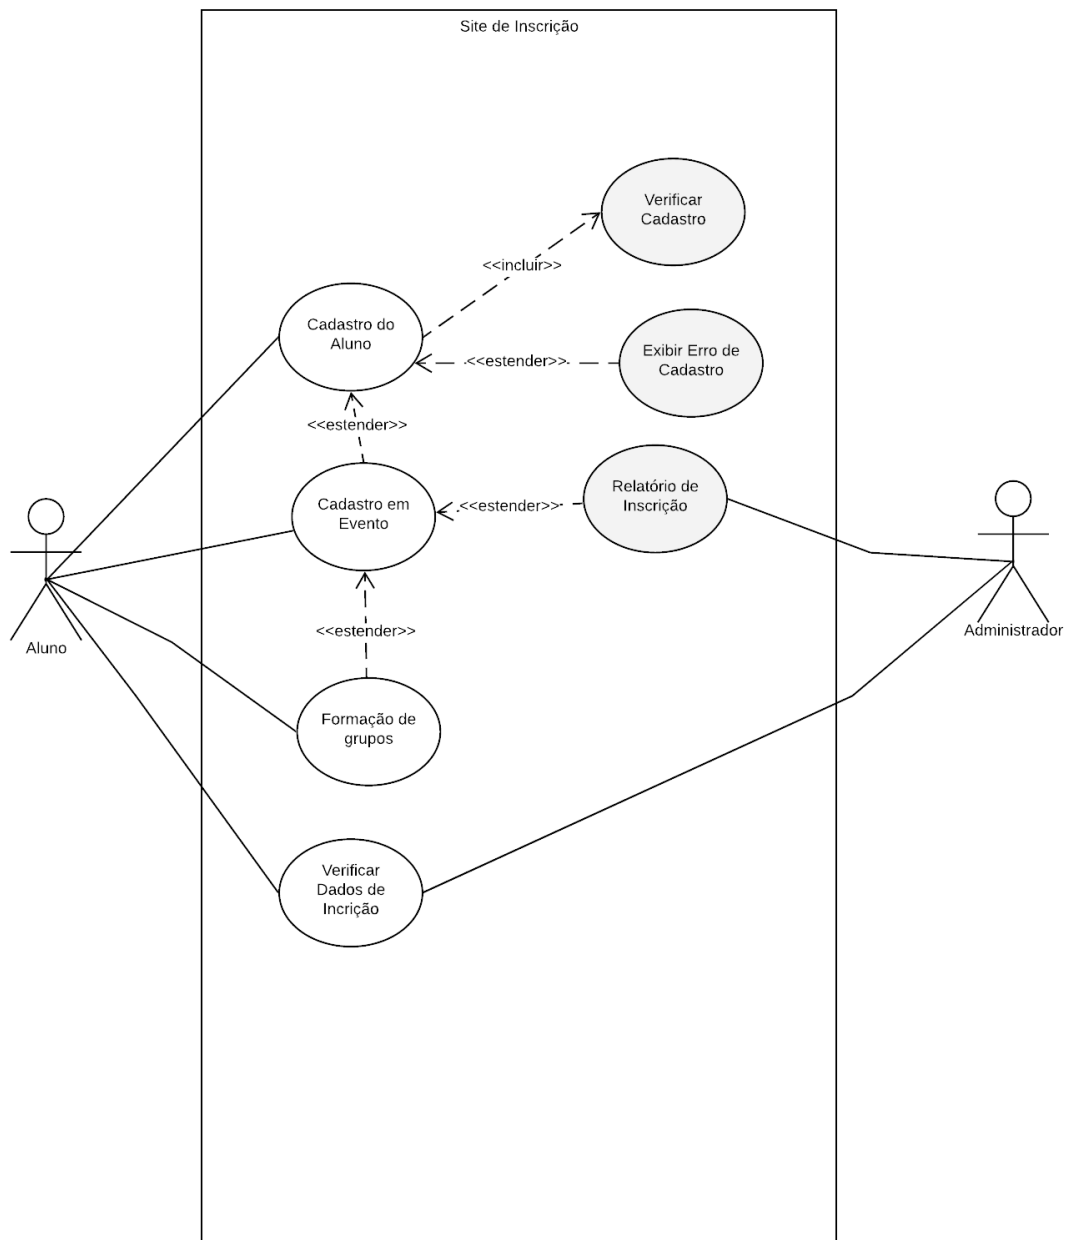 Site de Inscrição
Verificar
Cadastro
<<incluir>>
Cadastro do
Aluno
Exibir Erro de
Cadastro
<<estender>>
<<estender>>
Cadastro em
Evento
Relatório de
Inscrição
<<estender>>
<<estender>>
Aluno
Administrador
Formação de
grupos
Verificar
Dados de
Incrição